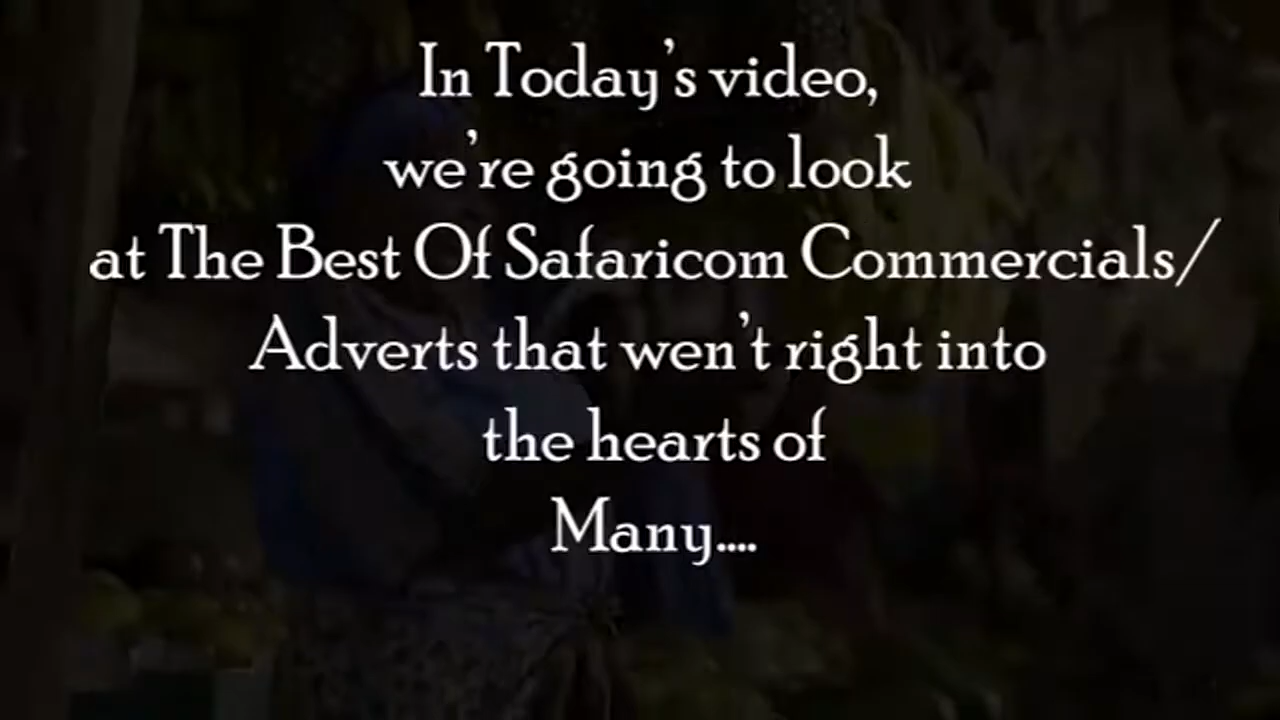 In Today's video,
we're going to look
at The Best Of Safaricom Commercials/
Adverts that wen't right into
the hearts of
Many....